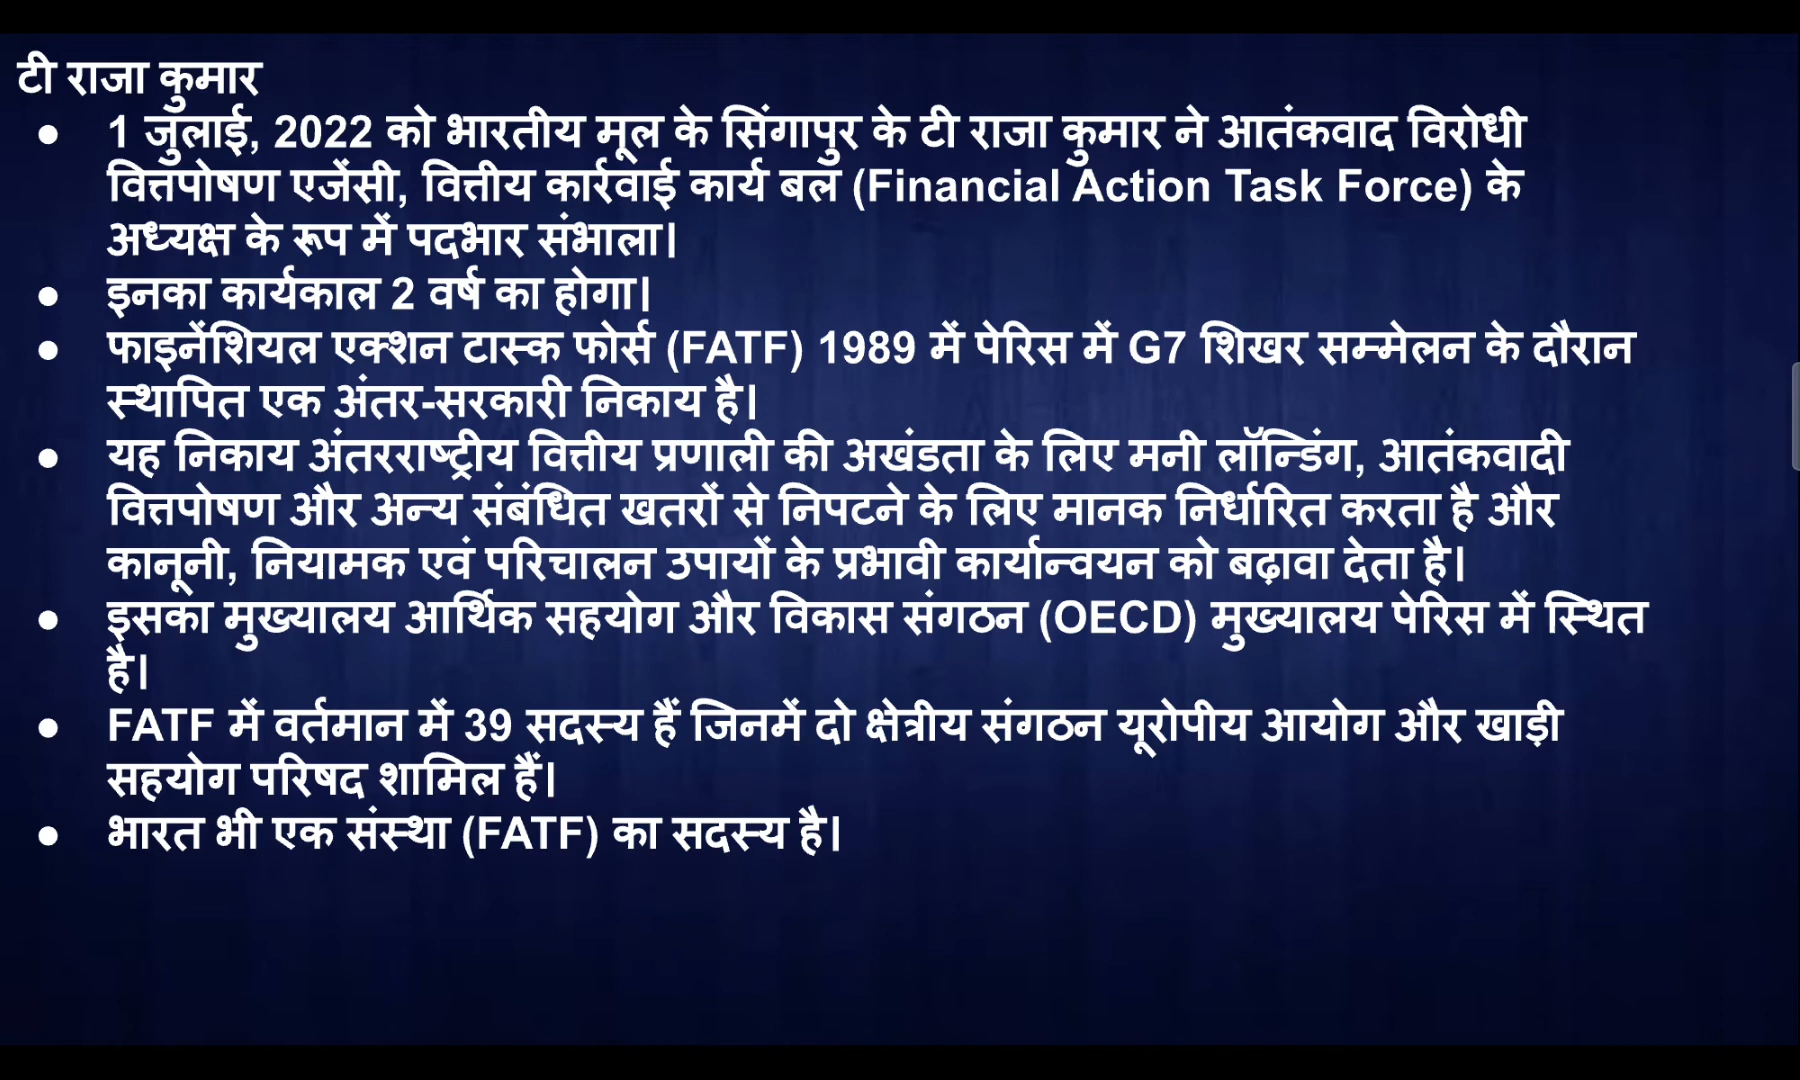 टी राजा कुमार
● 1 जुलाई, 2022 को भारतीय मूल के सिंगापुर के टी राजा कुमार ने आतंकवाद विरोधी
वित्तपोषण एजेंसी, वित्तीय कार्रवाई कार्य बल (Financial Action Task Force) के
अध्यक्ष के रूप में पदभार संभाला।
● इनका कार्यकाल 2 वर्ष का होगा।
● फाइनेंशियल एक्शन टास्क फोर्स (FATF) 1989 में पेरिस में G7 शिखर सम्मेलन के दौरान
स्थापित एक अंतर-सरकारी निकाय है।
● यह निकाय अंतरराष्ट्रीय वित्तीय प्रणाली की अखंडता के लिए मनी लॉन्डिंग, आतंकवादी
वित्तपोषण और अन्य संबंधित खतरों से निपटने के लिए मानक निर्धारित करता है और
कानूनी, नियामक एवं परिचालन उपायों के प्रभावी कार्यान्वयन को बढ़ावा देता है।
● इसका मुख्यालय आर्थिक सहयोग और विकास संगठन (OECD) मुख्यालय पेरिस में स्थित
है।
● FATF में वर्तमान में 39 सदस्य हैं जिनमें दो क्षेत्रीय संगठन यूरोपीय आयोग और खाड़ी
सहयोग परिषद शामिल हैं।
● भारत भी एक संस्था (FATF) का सदस्य है।